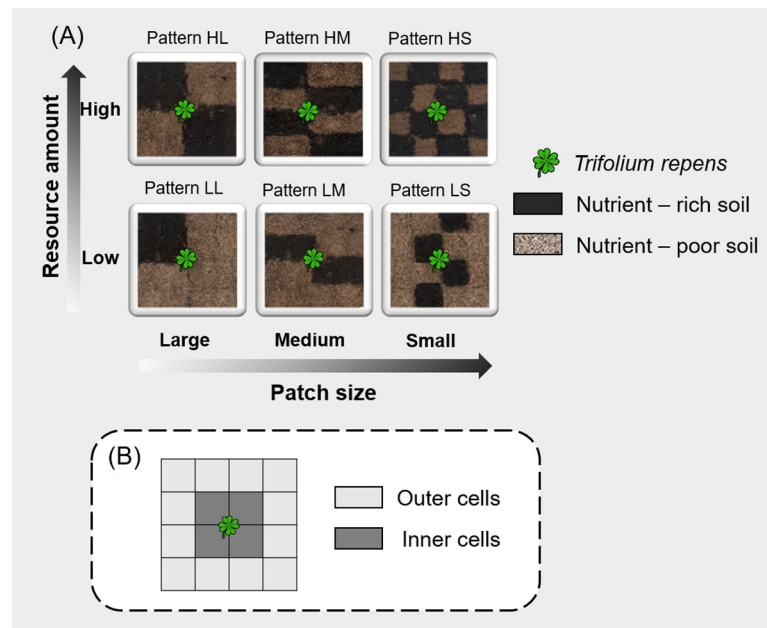 (A)
Pattern HL
Pattern HM
Pattern HS
High
Resource amount
Pattern LL
Pattern LM
Pattern LS
Low
Large
Medium
Small
Patch size
Trifolium repens
Nutrient – rich soil
Nutrient – poor soil
(B)
Outer cells
Inner cells